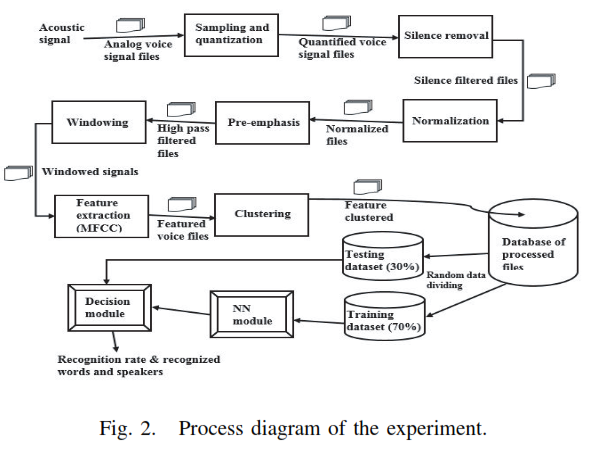 Acoustic
signal
Analog voice
signal files
Sampling and
quantization
Quantified voice
signal files
Silence removal
Silence filtered files
Windowing
High pass
filtered
files
Pre-emphasis
Normalized
files
Normalization
Windowed signals
Feature
extraction
(MFCC)
Featured
voice files
Clustering
Feature
clustered
Database of
processed
files
Testing
dataset (30%)
Random data
dividing
Decision
module
NN
module
Training
dataset (70%)
Recognition rate & recognized
words and speakers
Fig. 2. Process diagram of the experiment.